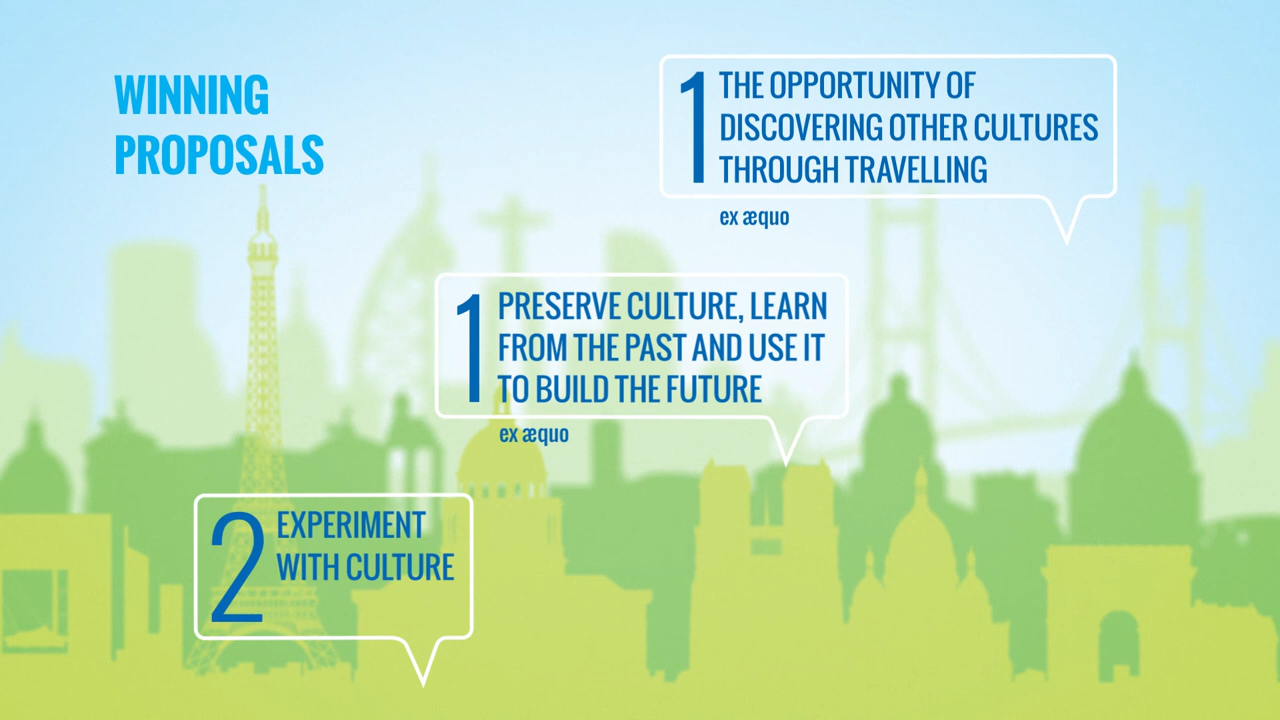 WINNING
PROPOSALS
1
THE OPPORTUNITY OF
DISCOVERING OTHER CULTURES
THROUGH TRAVELLING
ex æquo
1
PRESERVE CULTURE, LEARN
FROM THE PAST AND USE IT
TO BUILD THE FUTURE
ex æquo
2
EXPERIMENT
WITH CULTURE